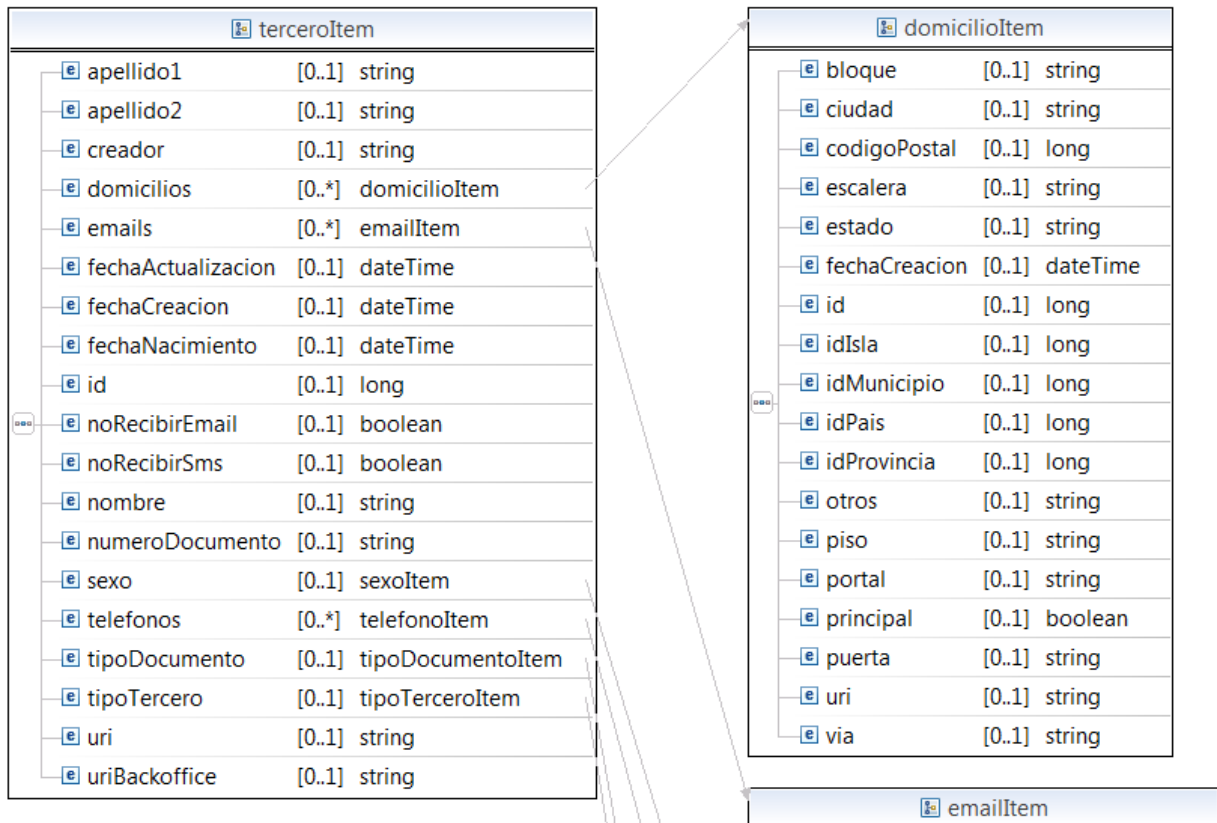 terceroItem
e apellido1 [0..1] string
e apellido2 [0..1] string
e creador [0..1] string
e domicilios [0..*] domicilioItem
e emails [0..*] emailItem
e fechaActualizacion [0..1] dateTime
e fechaCreacion [0..1] dateTime
e fechaNacimiento [0..1] dateTime
e id [0..1] long
e noRecibirEmail [0..1] boolean
e noRecibirSms [0..1] boolean
e nombre [0..1] string
e numeroDocumento [0..1] string
e sexo [0..1] sexoItem
e telefonos [0..*] telefonoItem
e tipoDocumento [0..1] tipoDocumentoItem
e tipoTercero [0..1] tipoTerceroItem
e uri [0..1] string
e uriBackoffice [0..1] string
domicilioItem
e bloque [0..1] string
e ciudad [0..1] string
e codigoPostal [0..1] long
e escalera [0..1] string
e estado [0..1] string
e fechaCreacion [0..1] dateTime
e id [0..1] long
e idIsla [0..1] long
e idMunicipio [0..1] long
e idPais [0..1] long
e idProvincia [0..1] long
e otros [0..1] string
e piso [0..1] string
e portal [0..1] string
e principal [0..1] boolean
e puerta [0..1] string
e uri [0..1] string
e via [0..1] string
emailItem